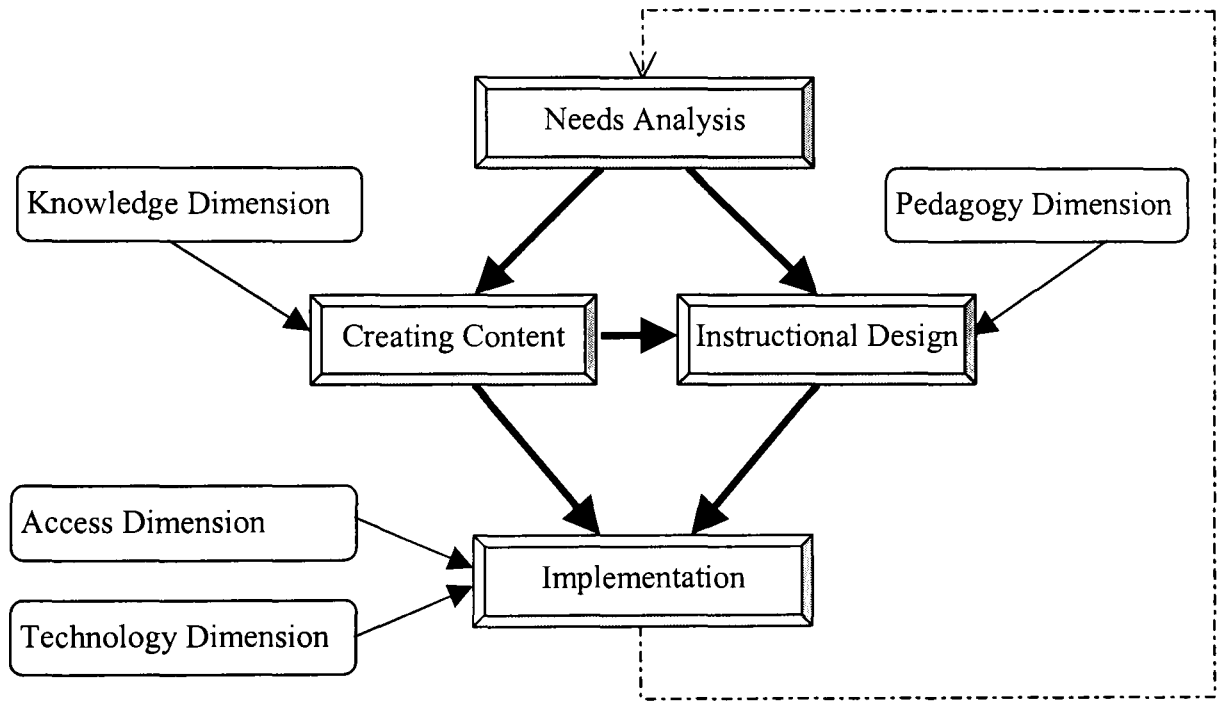 Needs Analysis
Knowledge Dimension
Pedagogy Dimension
Creating Content
Instructional Design
Access Dimension
Implementation
Technology Dimension